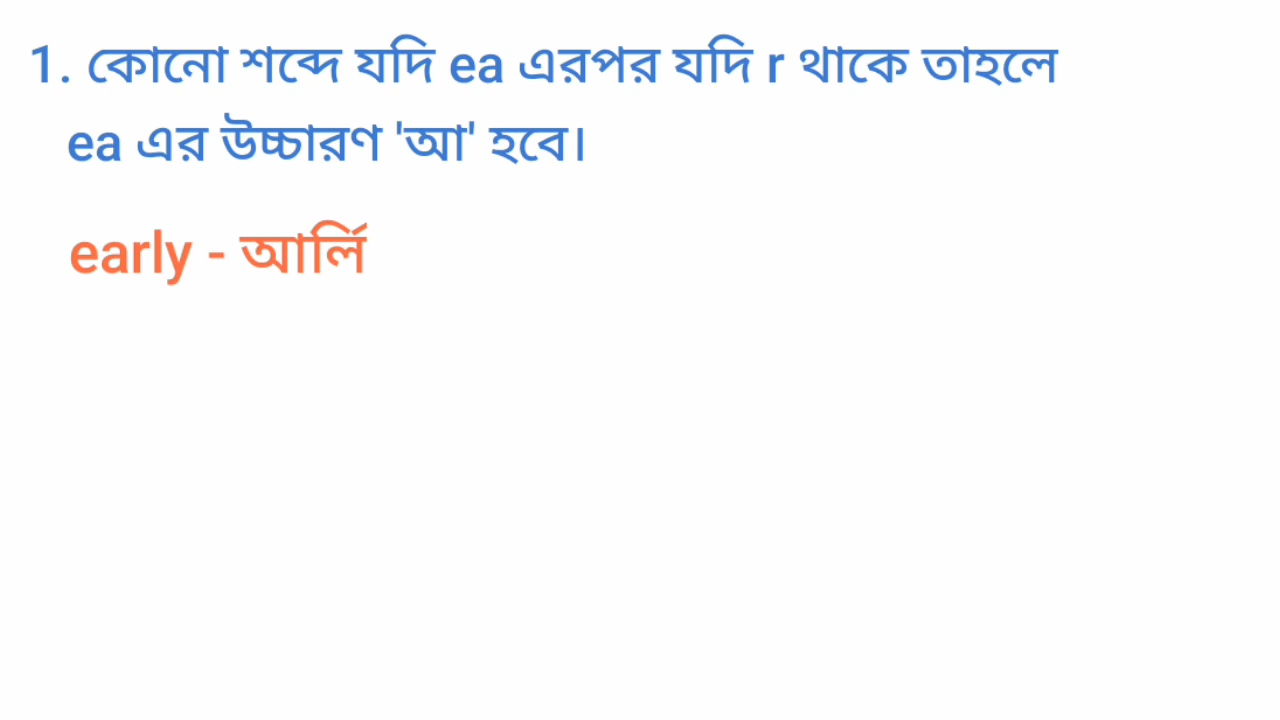 1. কোনো শব্দে যদি ea এরপর যদি r থাকে তাহলে
ea এর উচ্চারণ 'আ' হবে।
early - আর্লি